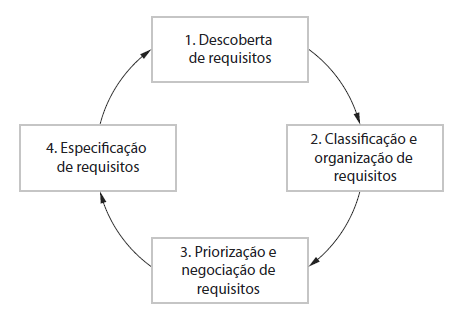 1. Descoberta
de requisitos
2. Classificação e
organização de
requisitos
3. Priorização e
negociação de
requisitos
4. Especificação
de requisitos